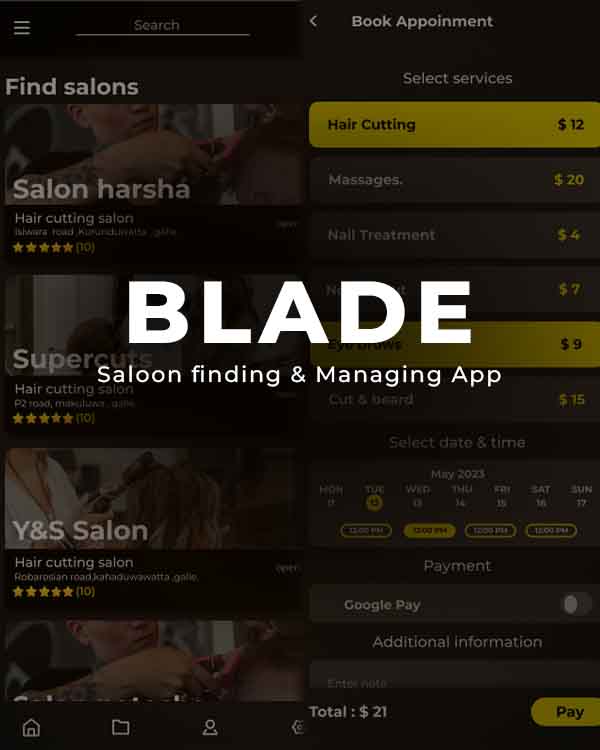 Search
Find salons
Salon harsha
Hair cutting salon
Isiwara road ,Kurunduwatta ,galle.
open
(10)
Supercuts
Hair cutting salon
P2 road, makuluwa , galle.
(10)
Y&S Salon
Hair cutting salon
Robarosian road,kahaduwawatta ,galle.
open
(10)
Book Appoinment
Select services
Hair Cutting $ 12
Massages. $ 20
Nail Treatment $ 4
$ 7
Eye brows $ 9
Cut & beard $ 15
BLADE
Saloon finding & Managing App
Select date & time
May 2023
MON TUE WED THU FRI SAT SUN
11 12 13 14 15 16 17
12:00 PM 12:00 PM 12:00 PM 12:00 PM
Payment
Google Pay
Additional information
Enter note
Total : $ 21
Pay